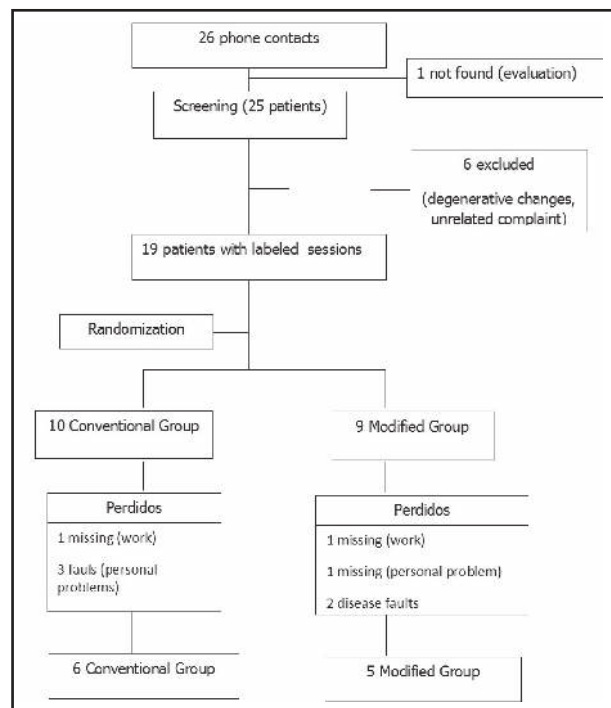 26 phone contacts
1 not found (evaluation)
Screening (25 patients)
6 excluded
(degenerative changes,
unrelated complaint)
19 patients with labeled sessions
Randomization
10 Conventional Group
9 Modified Group
Perdidos
1 missing (work)
3 fauls (personal
problems)
Perdidos
1 missing (work)
1 missing (personal problem)
2 disease faults
6 Conventional Group
5 Modified Group